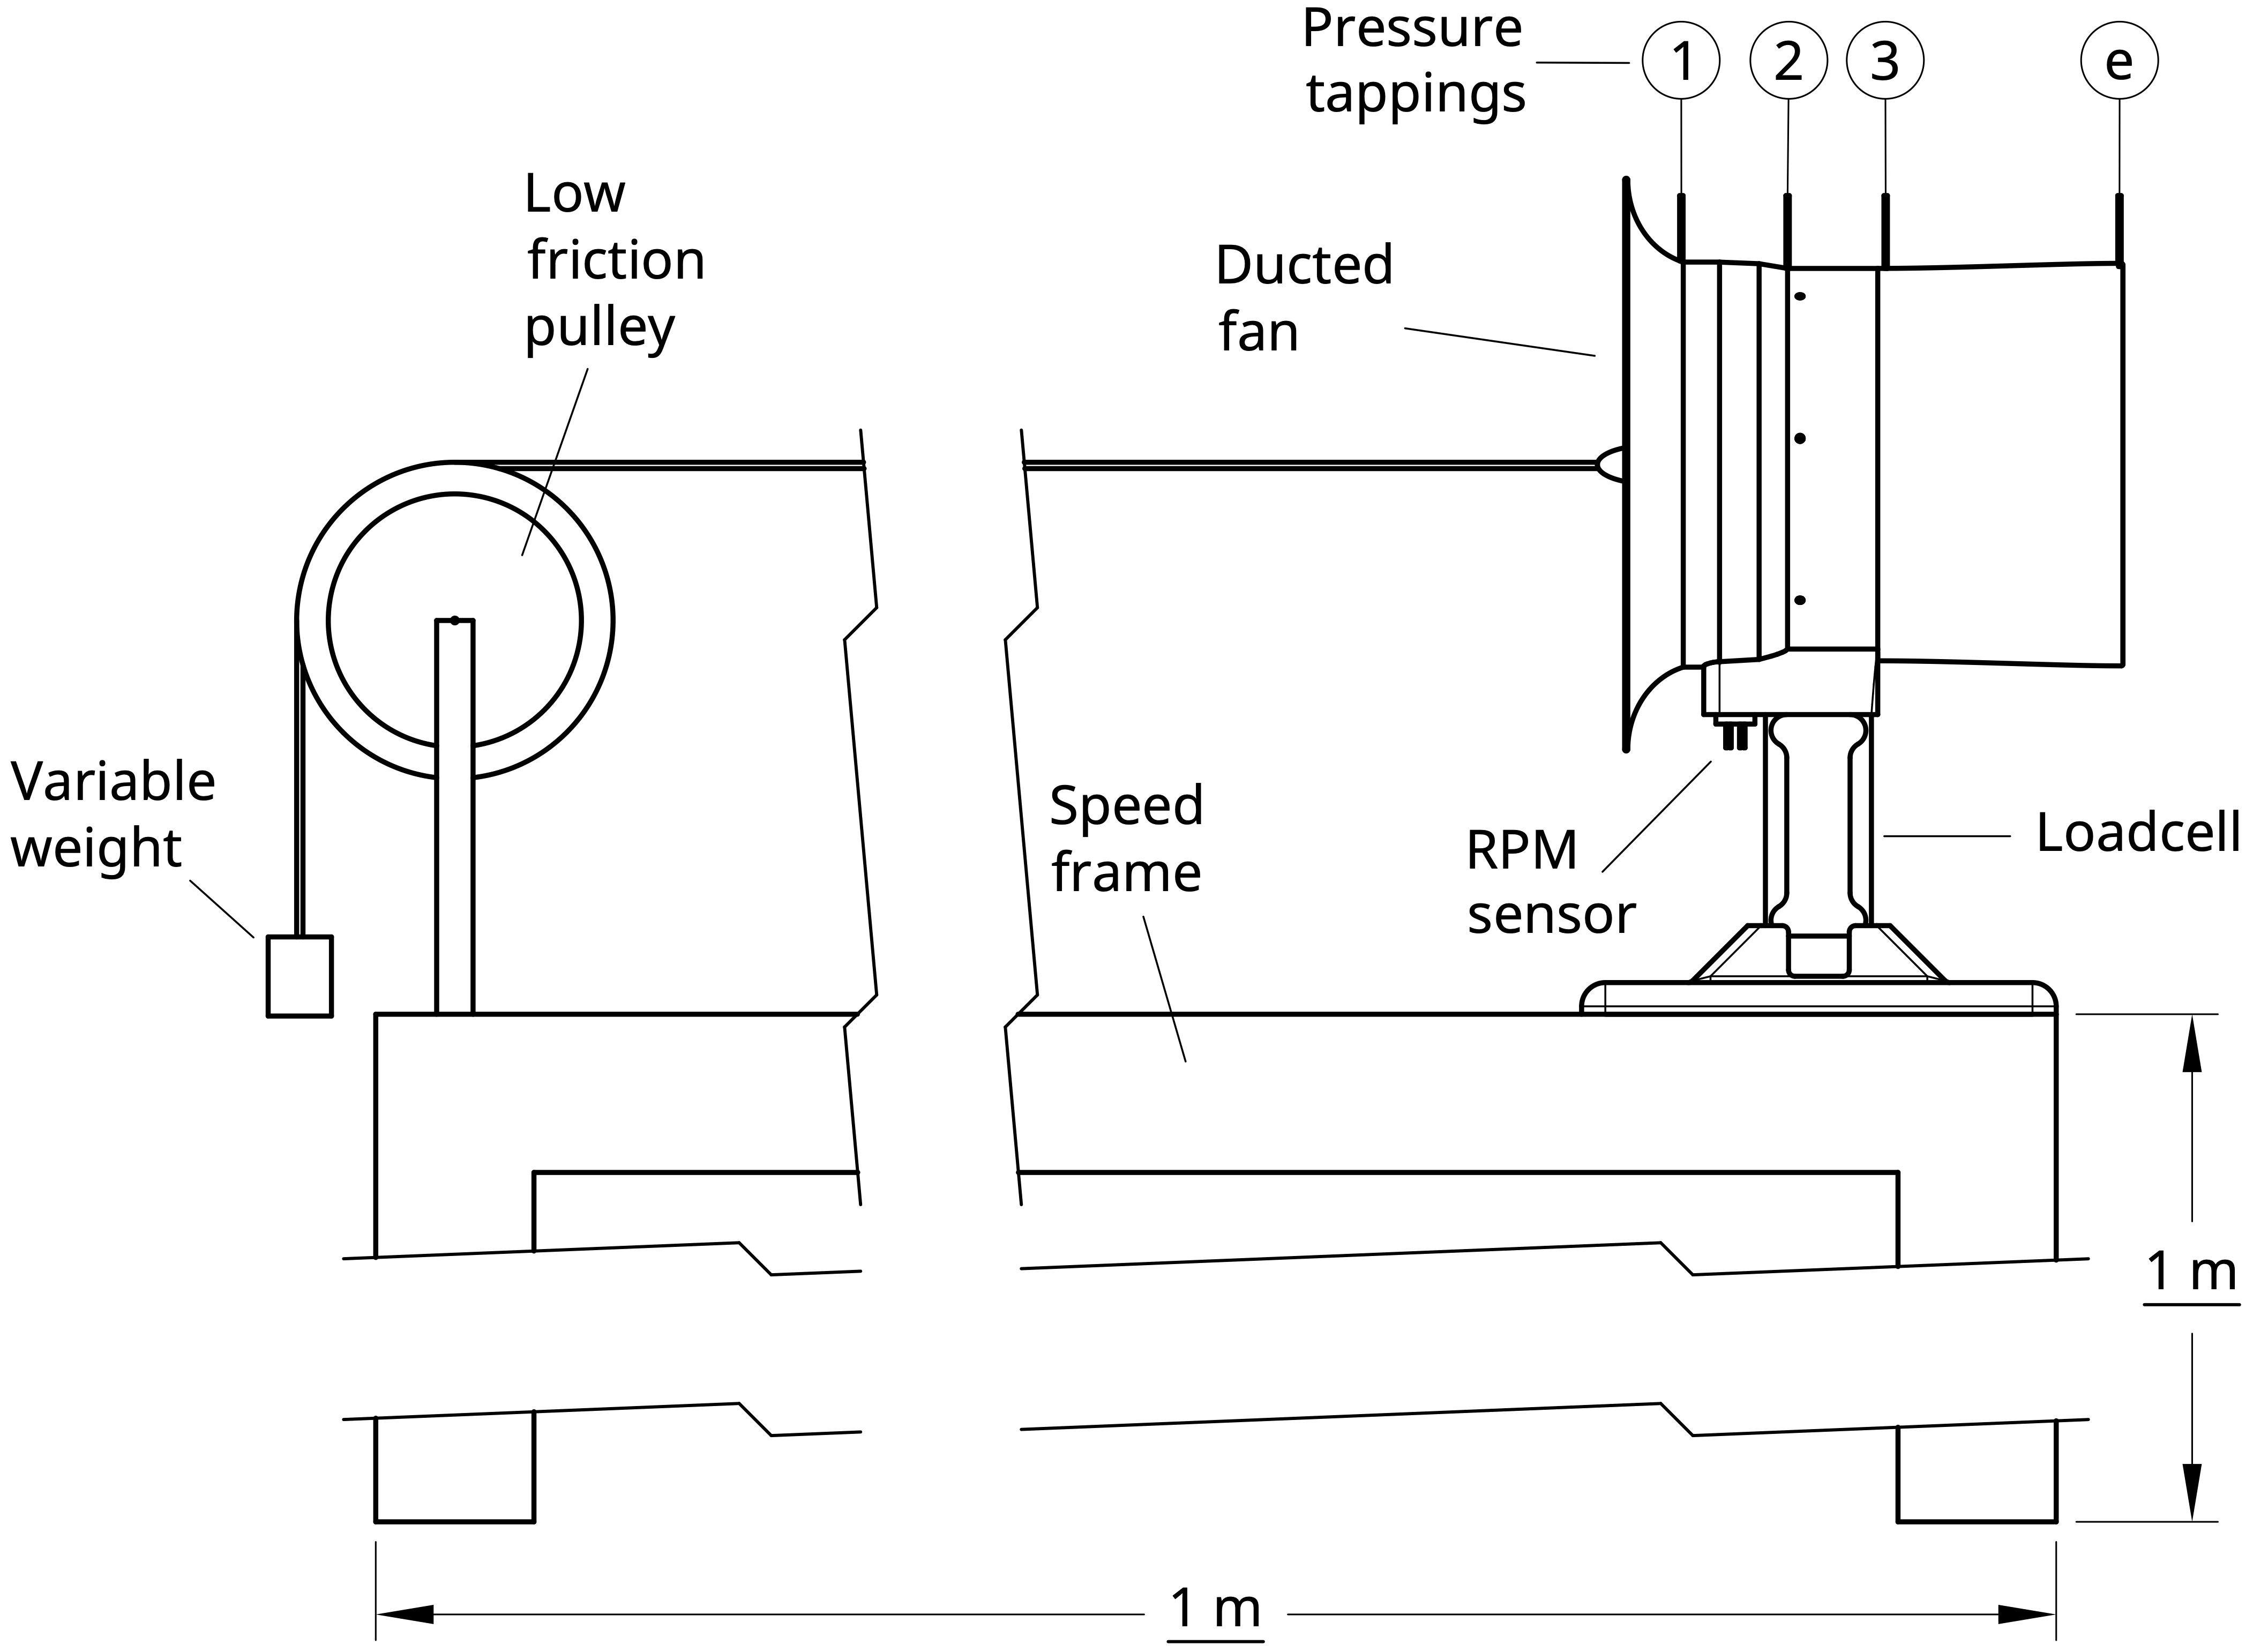 Pressure
tappings
1
2
3
e
Low
friction
pulley
Ducted
fan
Variable
weight
Speed
frame
RPM
sensor
Loadcell
1 m
1 m